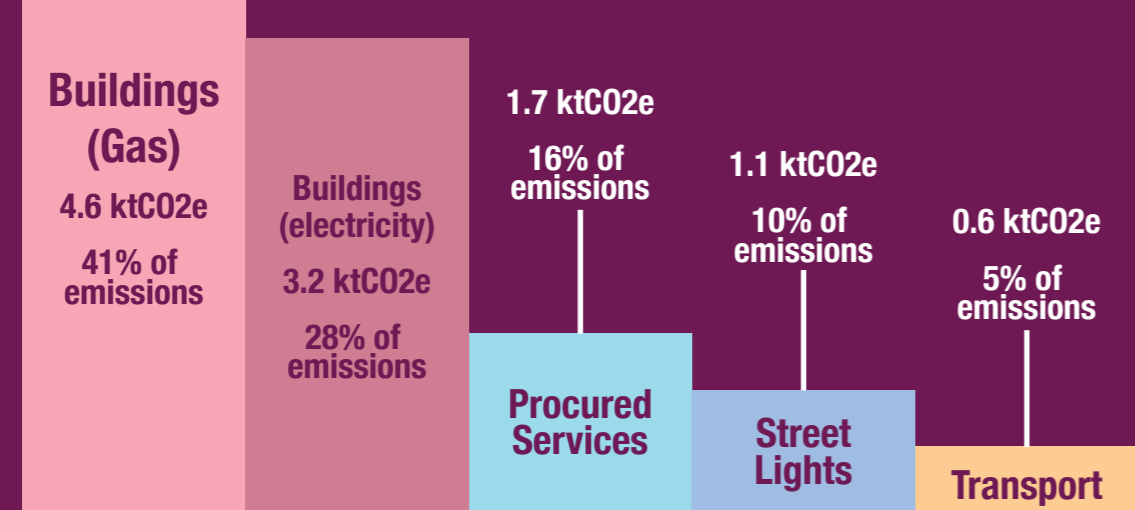 Buildings
(Gas)
4.6 ktCO2e
41% of
emissions
Buildings
(electricity)
3.2 ktCO2e
28% of
emissions
1.7 ktCO2e
16% of
emissions
Procured
Services
1.1 ktCO2e
10% of
emissions
Street
Lights
0.6 ktCO2e
5% of
emissions
Transport